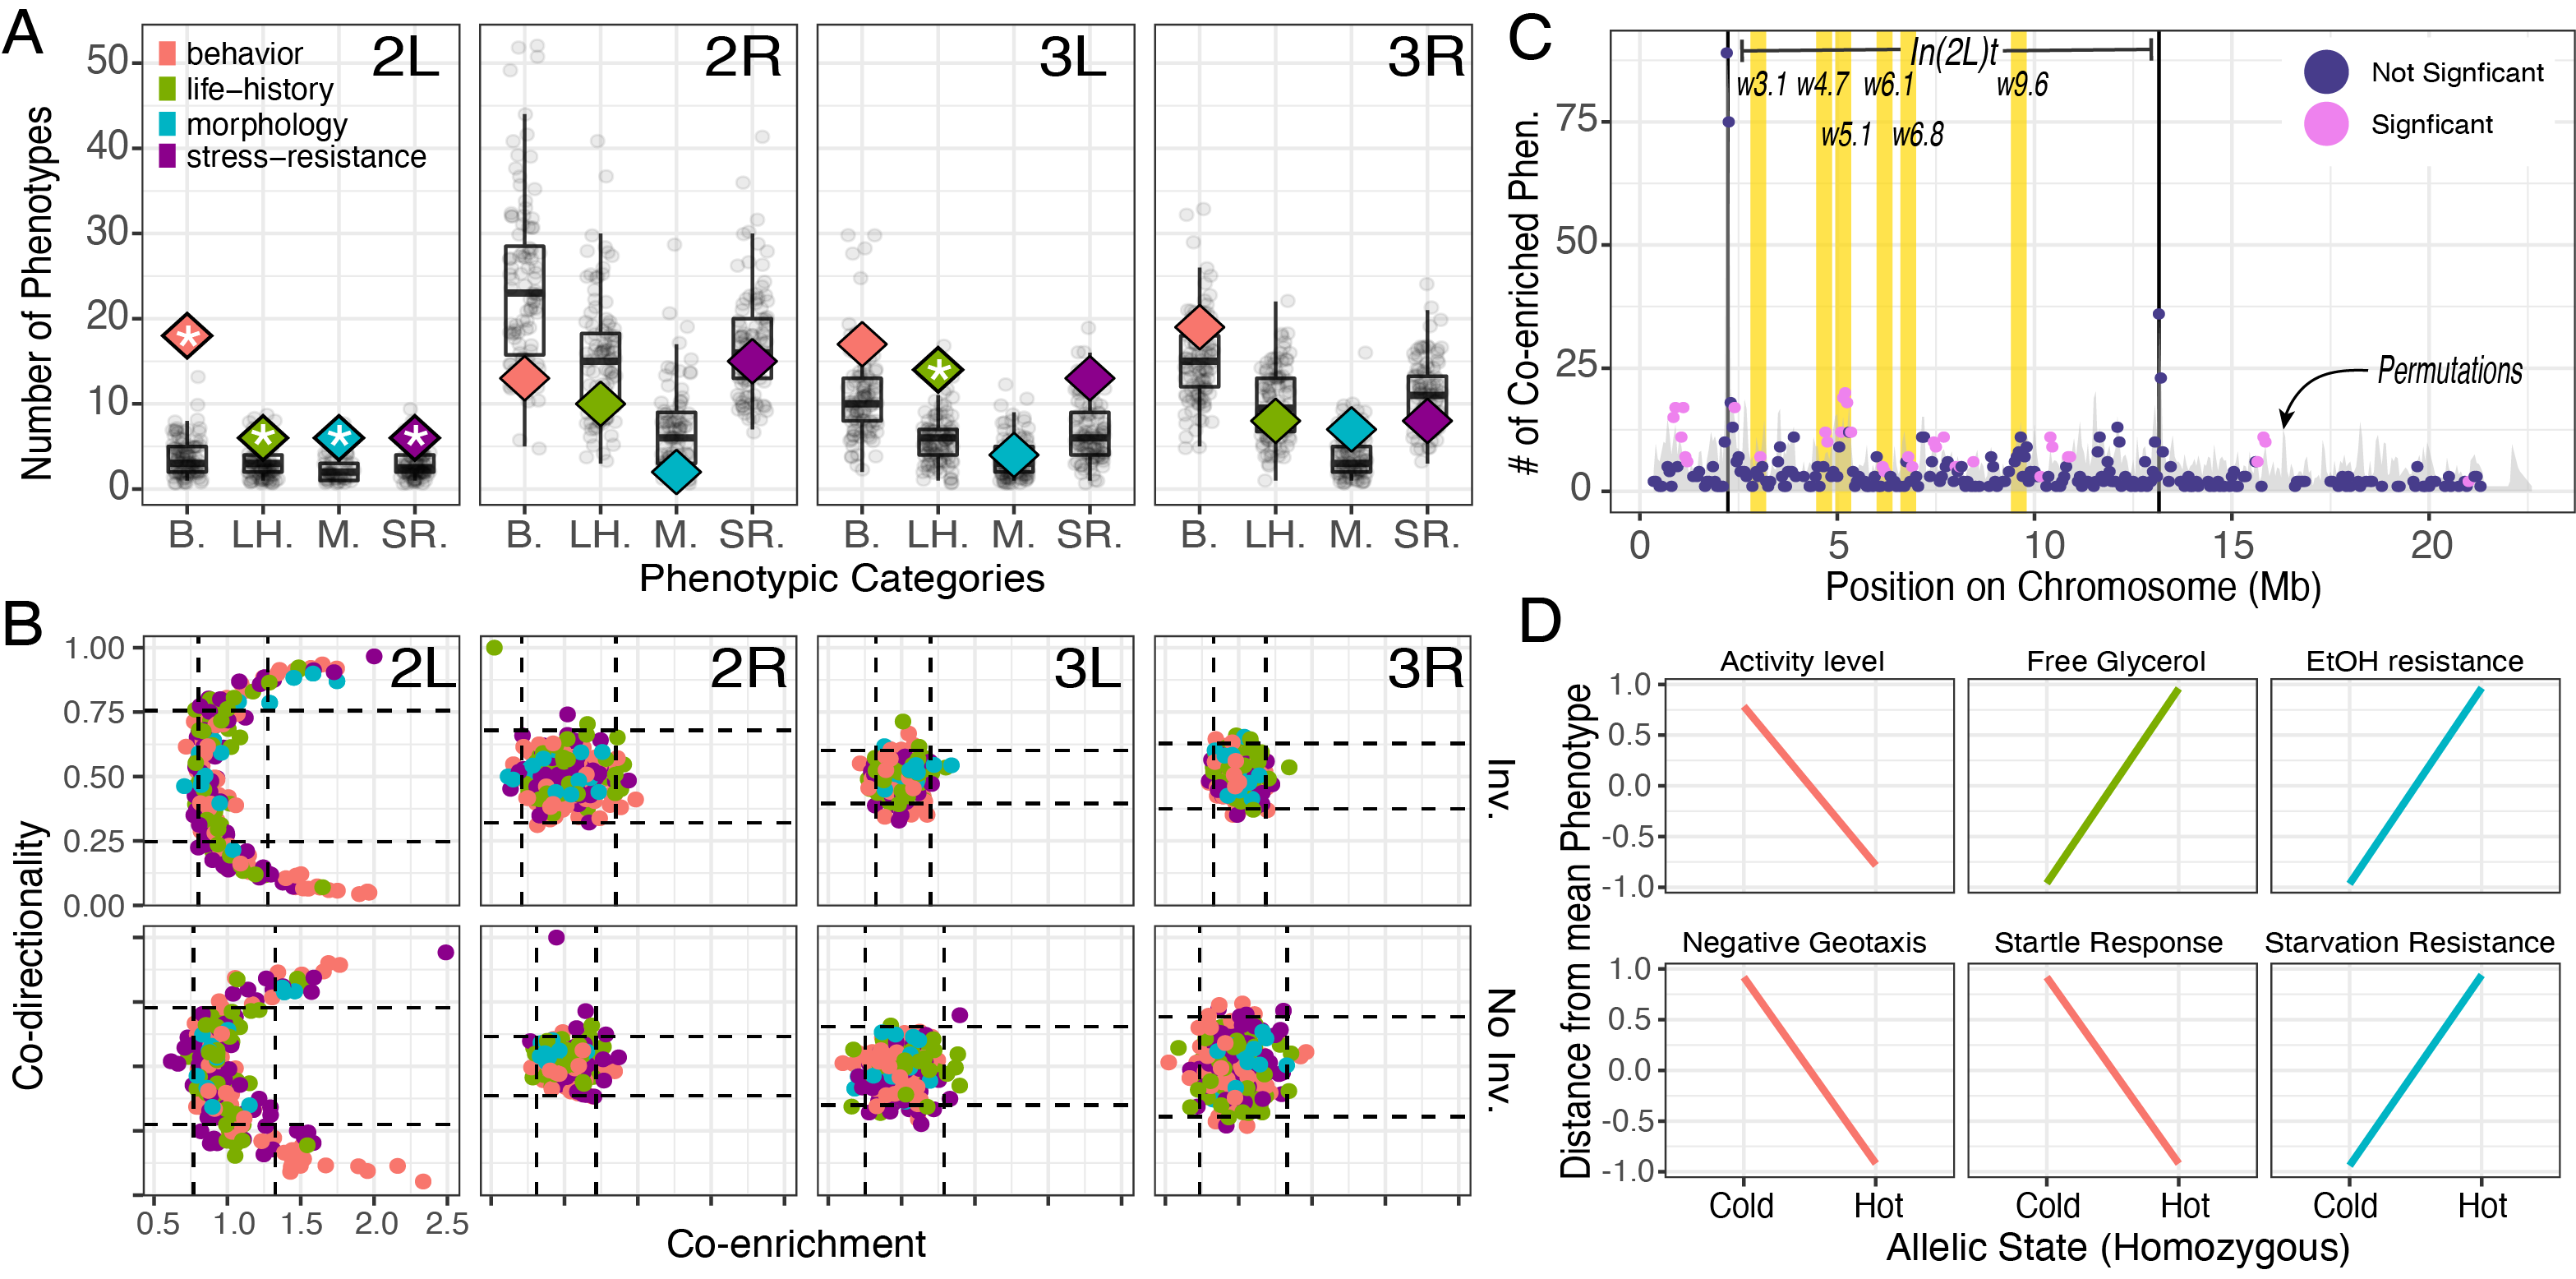 A
2L
2R
3L
3R
behavior
life−history
morphology
stress−resistance
Number of Phenotypes
50
40
30
20
10
0
B. LH. M. SR.
B. LH. M. SR.
B. LH. M. SR.
B. LH. M. SR.
* * * *
*
Phenotypic Categories
B
2L
2R
3L
3R
Co-directionality
1.00
0.75
0.50
0.25
0.00
Inv.
No Inv.
0.5 1.0 1.5 2.0 2.5
Co-enrichment
C
# of Co-enriched Phen.
75
50
25
0
In(2L)t
w3.1 w4.7 w6.1 w9.6
w5.1 w6.8
Not Signficant
Signficant
Permutations
0 5 10 15 20
Position on Chromosome (Mb)
D
Distance from mean Phenotype
Activity level
Free Glycerol
EtOH resistance
1.0
0.5
0.0
-0.5
-1.0
Negative Geotaxis
Startle Response
Starvation Resistance
1.0
0.5
0.0
-0.5
-1.0
Cold Hot
Cold Hot
Cold Hot
Allelic State (Homozygous)